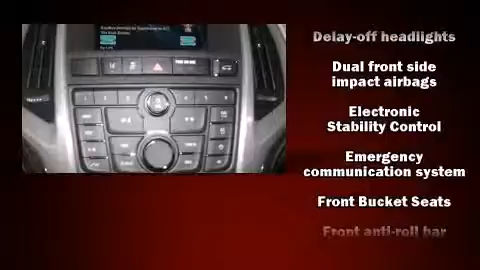 Delay-off headlights
Dual front side
impact airbags
Electronic
Stability Control
Emergency
communication system
Front Bucket Seats
Front anti-roll bar